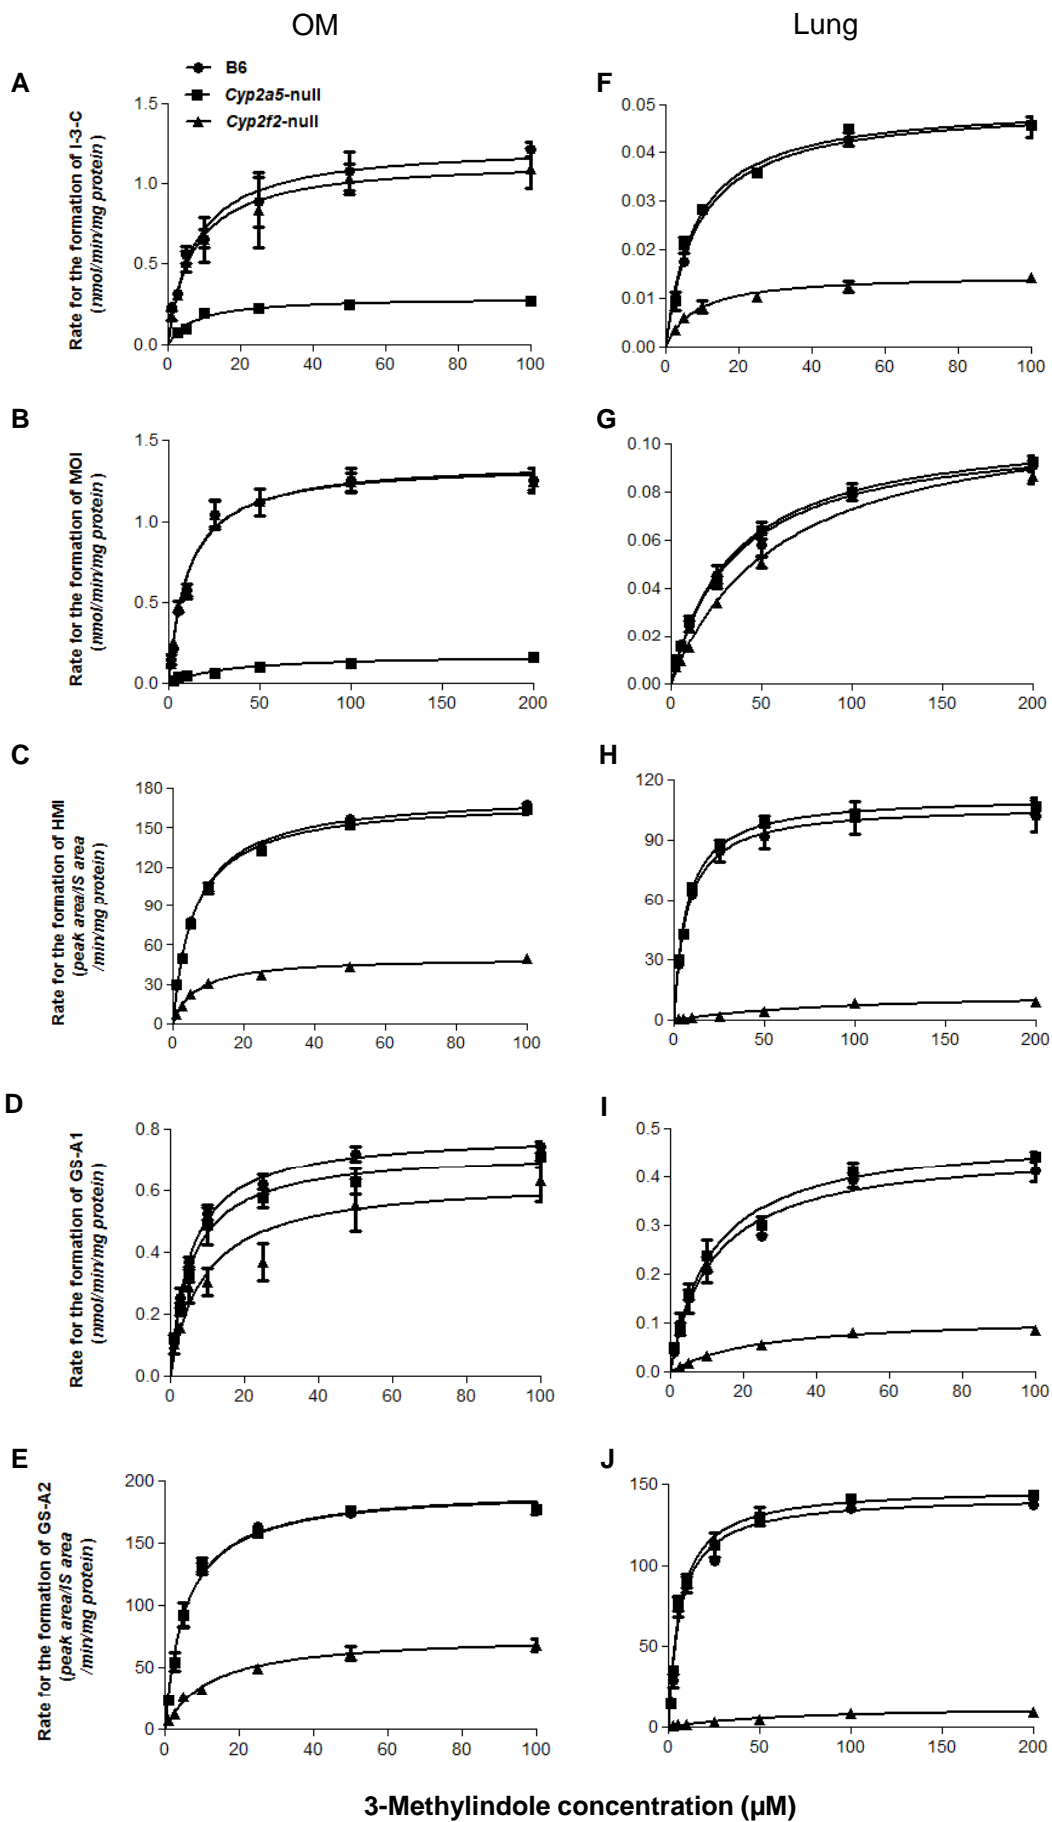 OM
Lung
A
B6
Cyp2a5-null
Cyp2f2-null
Rate for the formation of I-3-C
(nmol/min/mg protein)
1.5
1.0
0.5
0.0
0 20 40 60 80 100
F
0.05
0.04
0.03
0.02
0.01
0.00
0 20 40 60 80 100
B
Rate for the formation of MOI
(nmol/min/mg protein)
1.5
1.0
0.5
0.0
0 50 100 150 200
G
0.10
0.08
0.06
0.04
0.02
0.00
0 50 100 150 200
C
Rate for the formation of HMI
(peak area/IS area
/min/mg protein)
180
150
120
90
60
30
0
0 20 40 60 80 100
H
120
90
60
30
0
0 50 100 150 200
D
Rate for the formation of GS-A1
(nmol/min/mg protein)
0.8
0.6
0.4
0.2
0.0
0 20 40 60 80 100
I
0.5
0.4
0.3
0.2
0.1
0.0
0 20 40 60 80 100
E
Rate for the formation of GS-A2
(peak area/IS area
/min/mg protein)
200
150
100
50
0
0 20 40 60 80 100
J
150
100
50
0
0 50 100 150 200
3-Methylindole concentration (µM)